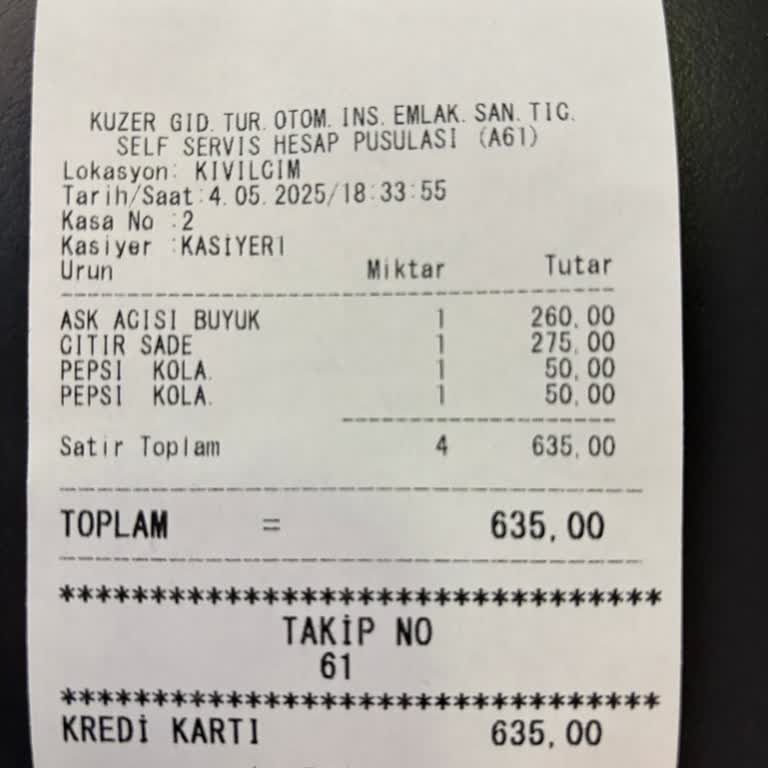 KUZER GID. TUR. OTOM. INS. EMLAK. SAN. TIC.
SELF SERVIS HESAP PUSULASI (A61)
Lokasyon: KIVILCIM
Tarih/Saat:4.05.2025/18:33:55
Kasa No :2
Kasiyer :KASİYER1
Urun Miktar Tutar
ASK ACISI BUYUK 1 260,00
CITIR SADE 1 275,00
PEPSI KOLA. 1 50,00
PEPSI KOLA. 1 50,00
Satir Toplam 4 635,00
TOPLAM = 635,00
*********************************
TAKİP NO
61
*********************************
KREDİ KARTI 635,00